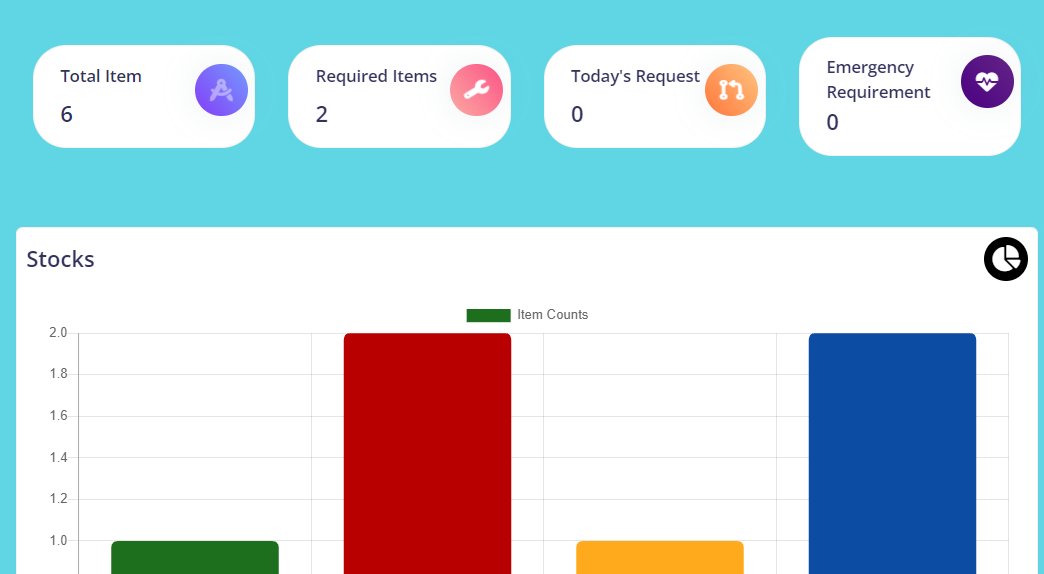 Total Item
6
Required Items
2
Today's Request
0
Emergency
Requirement
0
Stocks
Item Counts
2.0
1.8
1.6
1.4
1.2
1.0